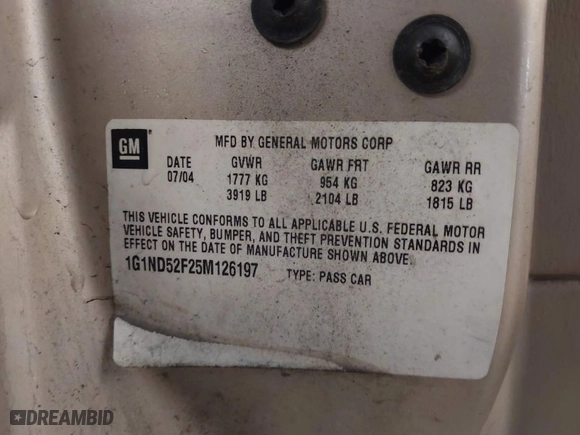 GM
MFD BY GENERAL MOTORS CORP
DATE GVWR GAWR FRT GAWR RR
07/04 1777 KG 954 KG 823 KG
3919 LB 2104 LB 1815 LB
THIS VEHICLE CONFORMS TO ALL APPLICABLE U.S. FEDERAL MOTOR
VEHICLE SAFETY, BUMPER, AND THEFT PREVENTION STANDARDS IN
EFFECT ON THE DATE OF MANUFACTURE SHOWN ABOVE.
1G1ND52F25M126197 TYPE: PASS CAR
DREAMBID